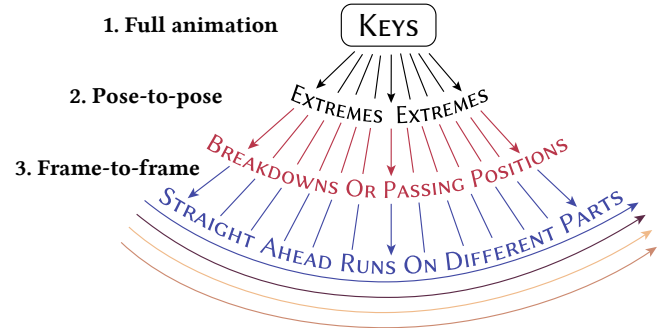 1. Full animation
KEYS
2. Pose-to-pose
EXTREMES EXTREMES
3. Frame-to-frame
BREAKDOWNS OR PASSING POSITIONS
STRAIGHT AHEAD RUNS ON DIFFERENT PARTS